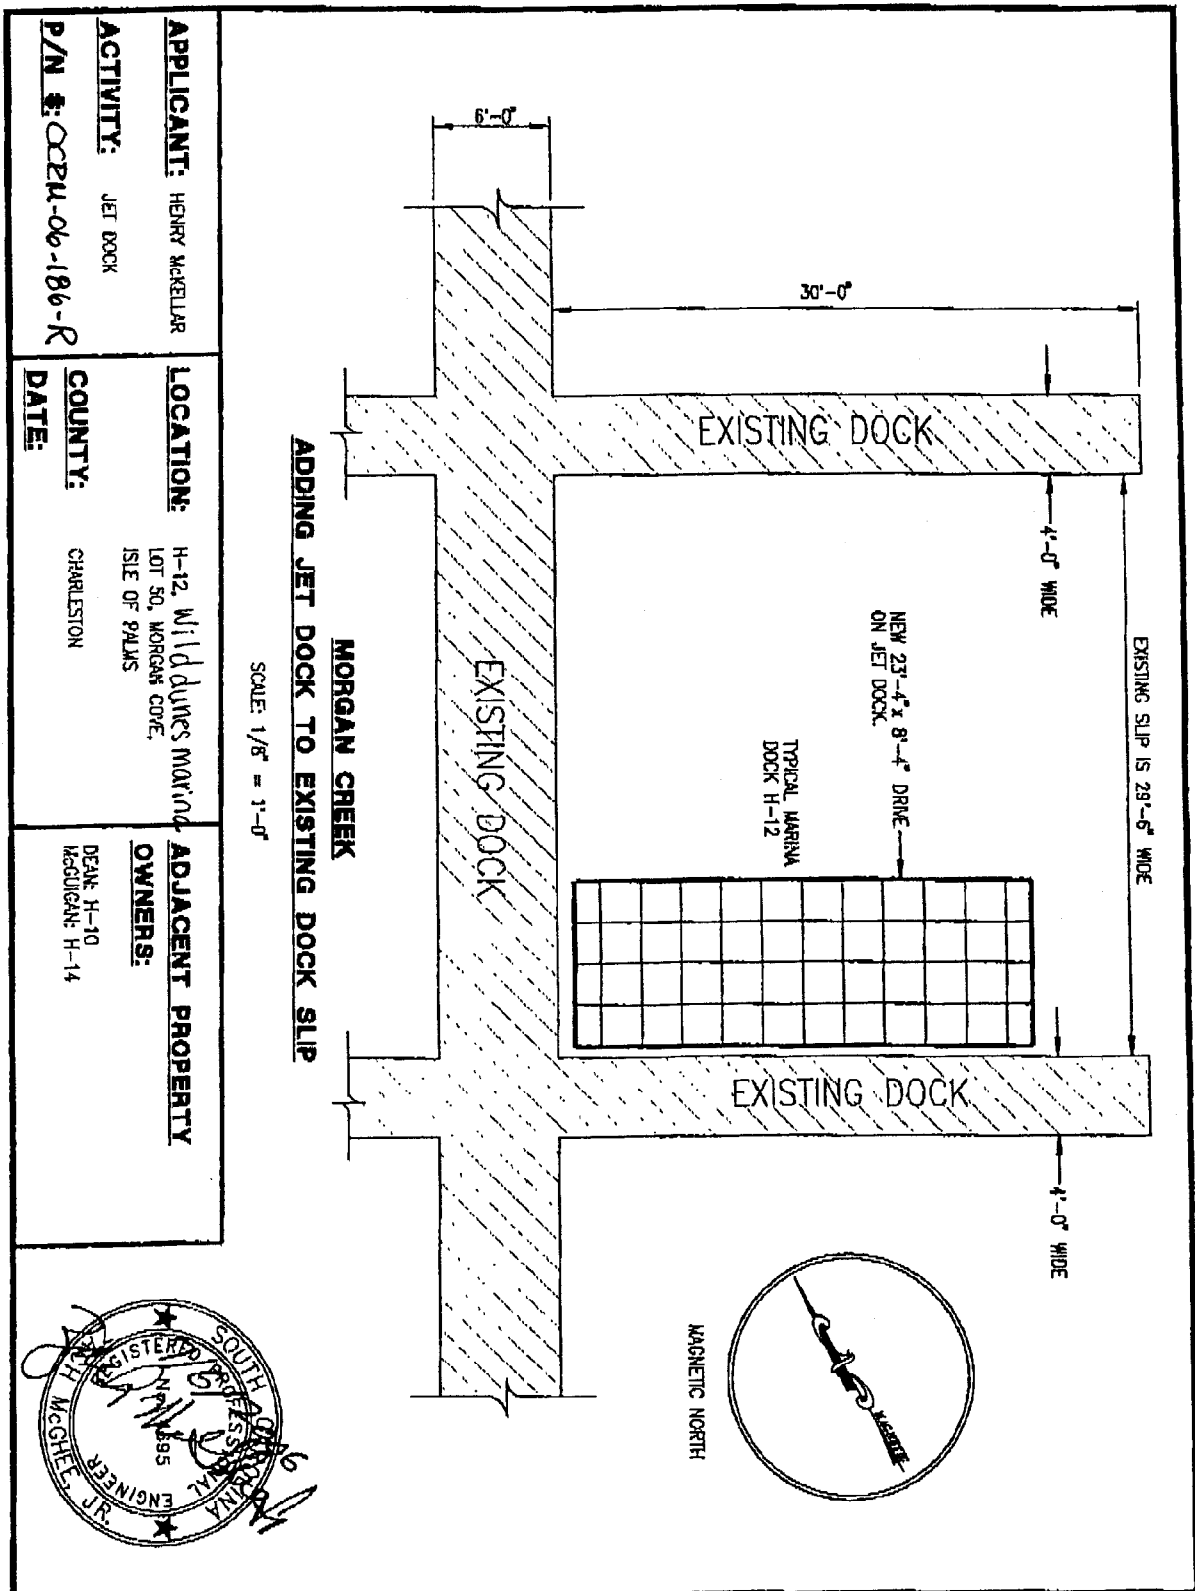 6'-0"
30'-0"
EXISTING DOCK
4'-0" WIDE
EXISTING SLIP IS 29'-6" WIDE
NEW 23'-4" x 8'-4" DRIVE
ON JET DOCK.
TYPICAL MARINA
DOCK H-12
EXISTING DOCK
EXISTING DOCK
4'-0" WIDE
MAGNETIC NORTH
MORGAN CREEK
ADDING JET DOCK TO EXISTING DOCK SLIP
SCALE: 1/8" = 1'-0"
APPLICANT: HENRY McKELLAR
ACTIVITY: JET DOCK
P/N #: OCRM-06-186-R
LOCATION: H-12, Wild dunes marina
LOT 50, MORGAN COVE,
ISLE OF PALMS
COUNTY: CHARLESTON
DATE:
ADJACENT PROPERTY
OWNERS:
DEAN: H-10
McGUIGAN: H-14
SOUTH
REGISTERED PROFESSIONAL
ENGINEER
McGHEE, JR.